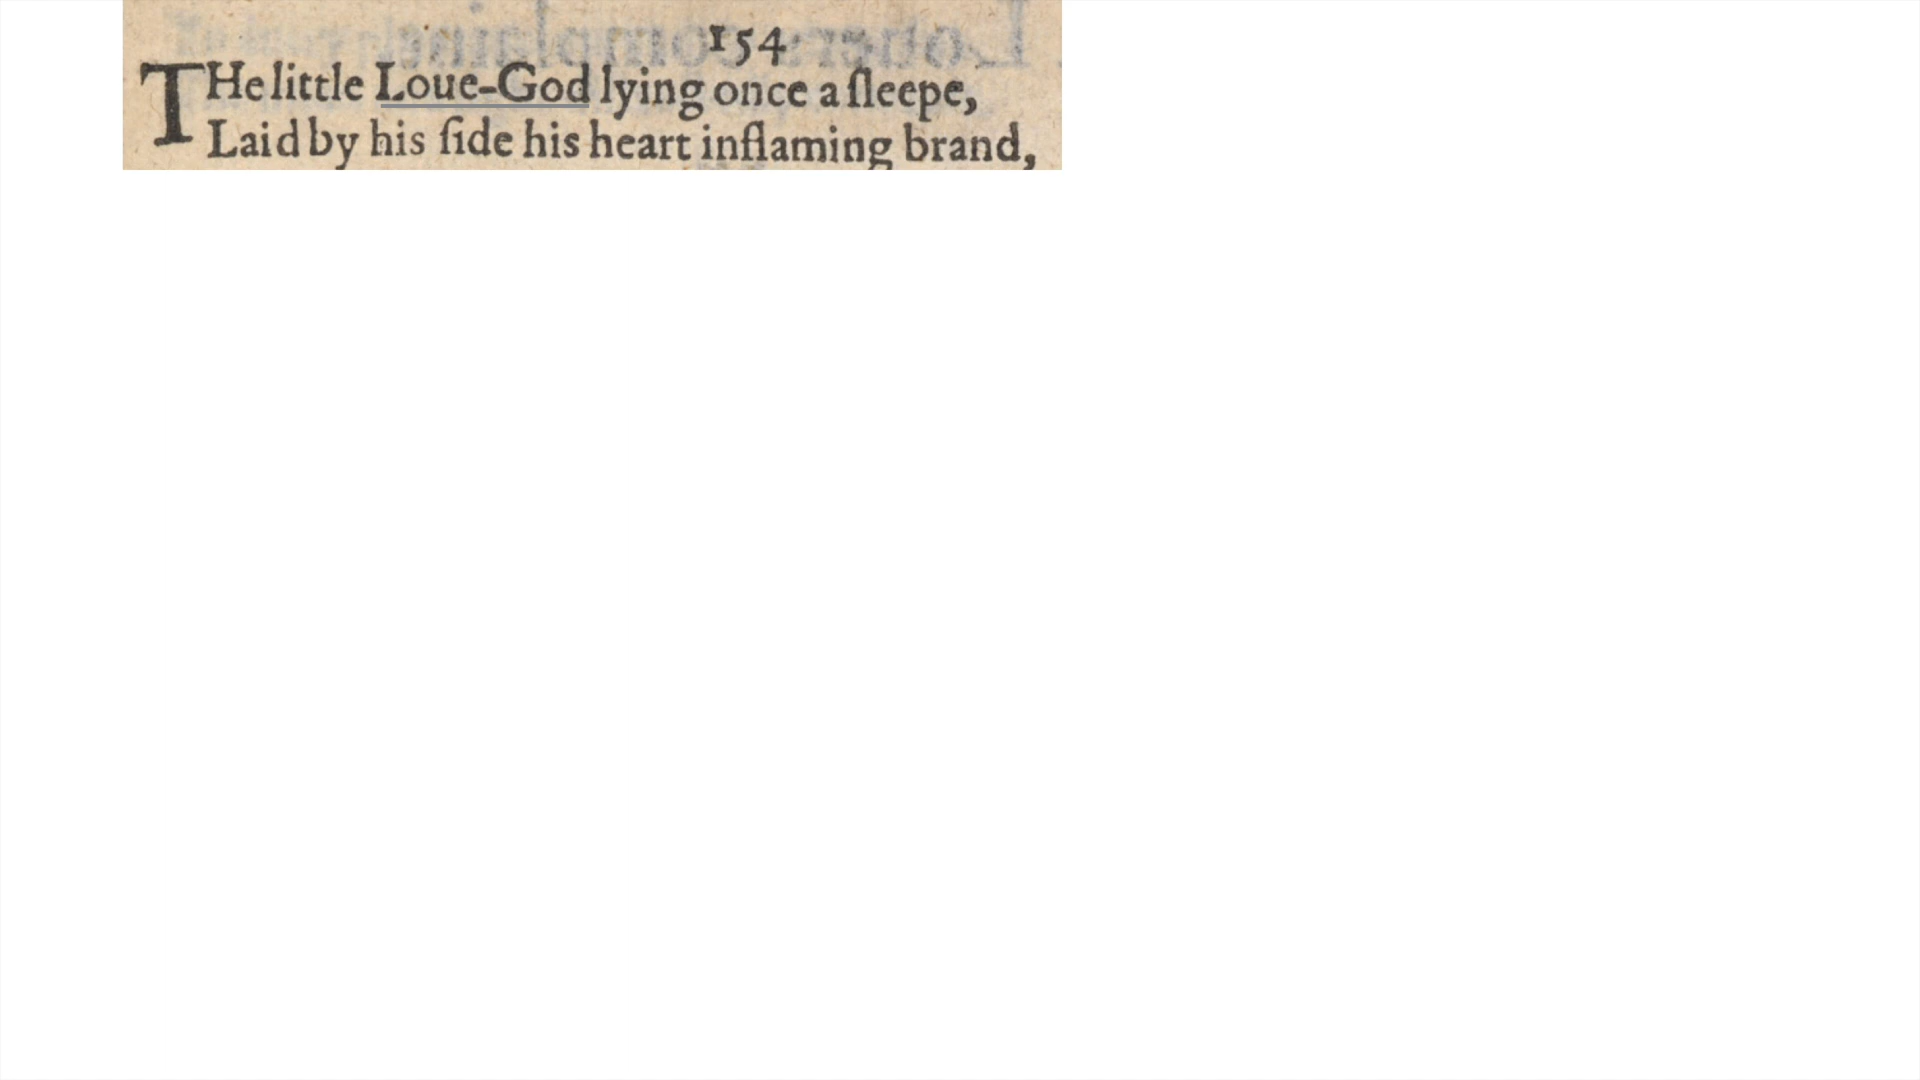 154
THe little Loue-God lying once a ſleepe,
Laid by his ſide his heart inflaming brand,